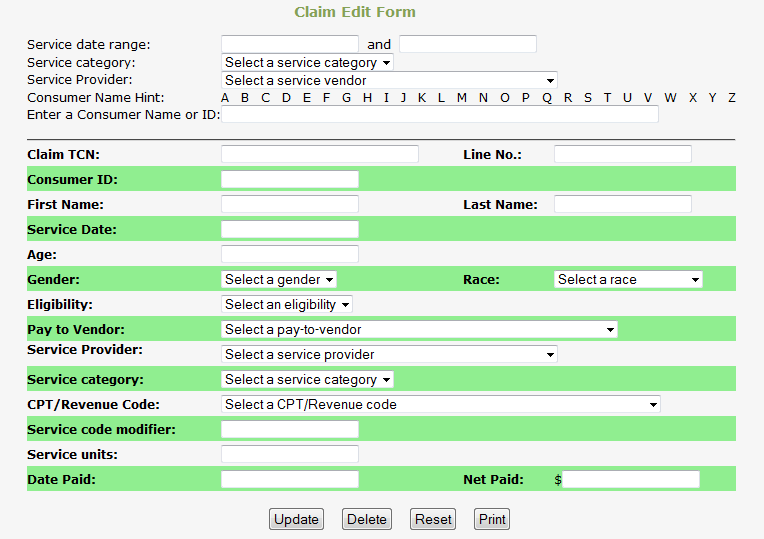 Claim Edit Form
Service date range: and
Service category: Select a service category
Service Provider: Select a service vendor
Consumer Name Hint: A B C D E F G H I J K L M N O P Q R S T U V W X Y Z
Enter a Consumer Name or ID:
Claim TCN: Line No.:
Consumer ID:
First Name: Last Name:
Service Date:
Age:
Gender: Select a gender Race: Select a race
Eligibility: Select an eligibility
Pay to Vendor: Select a pay-to-vendor
Service Provider: Select a service provider
Service category: Select a service category
CPT/Revenue Code: Select a CPT/Revenue code
Service code modifier:
Service units:
Date Paid: Net Paid: $
Update Delete Reset Print